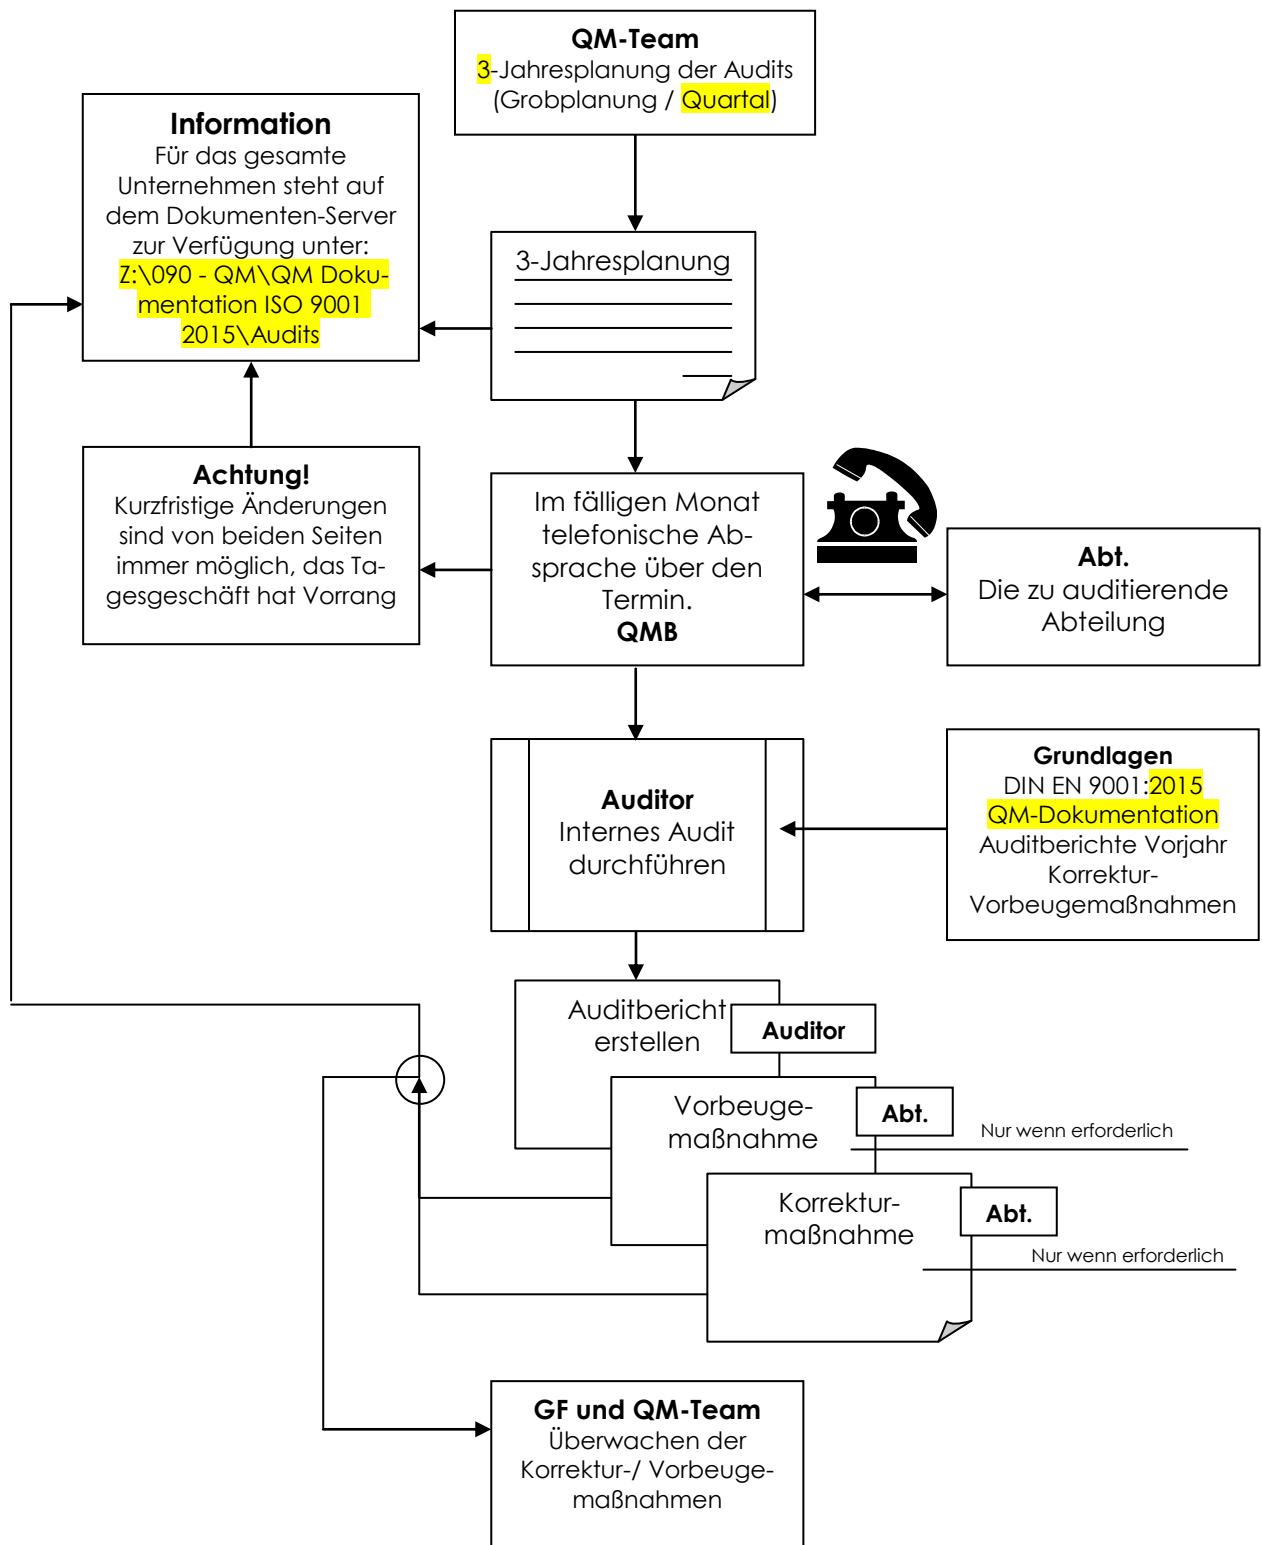 QM-Team
3-Jahresplanung der Audits
(Grobplanung / Quartal)
Information
Für das gesamte
Unternehmen steht auf
dem Dokumenten-Server
zur Verfügung unter:
Z:\090 - QM\QM Doku-
mentation ISO 9001
2015\Audits
3-Jahresplanung
Achtung!
Kurzfristige Änderungen
sind von beiden Seiten
immer möglich, das Ta-
gesgeschäft hat Vorrang
Im fälligen Monat
telefonische Ab-
sprache über den
Termin.
QMB
Abt.
Die zu auditierende
Abteilung
Auditor
Internes Audit
durchführen
Grundlagen
DIN EN 9001:2015
QM-Dokumentation
Auditberichte Vorjahr
Korrektur-
Vorbeugemaßnahmen
Auditbericht
erstellen
Auditor
Vorbeuge-
maßnahme
Abt.
Nur wenn erforderlich
Korrektur-
maßnahme
Abt.
Nur wenn erforderlich
GF und QM-Team
Überwachen der
Korrektur-/ Vorbeuge-
maßnahmen